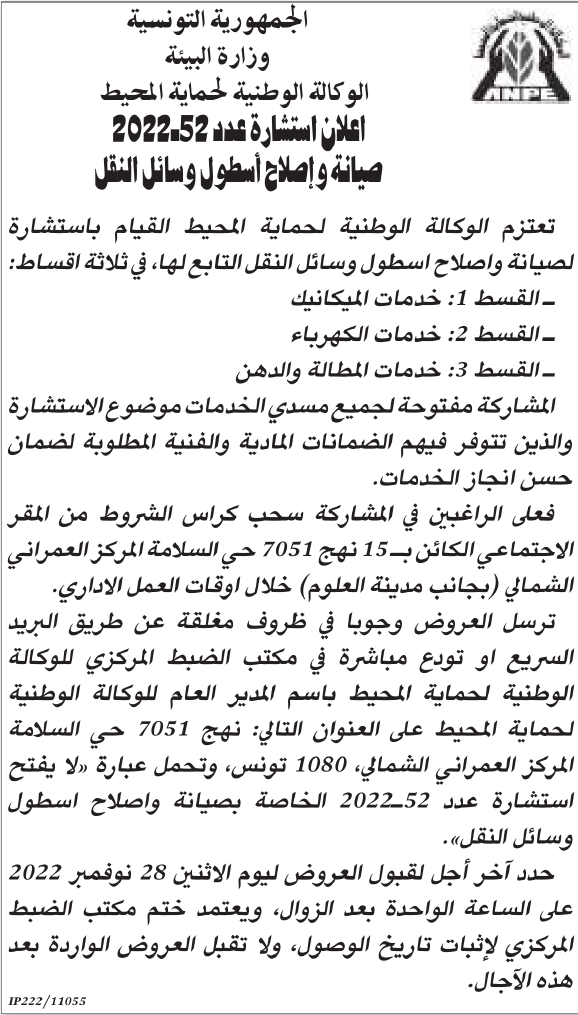 الجمهورية التونسية
وزارة البيئة
الوكالة الوطنية لحماية المحيط
اعلان استشارة عدد 52ـ2022
صيانة وإصلاح أسطول وسائل النقل
ANPE
تعتزم الوكالة الوطنية لحماية المحيط القيام باستشارة
لصيانة واصلاح اسطول وسائل النقل التابع لها، في ثلاثة اقساط:
ـ القسط 1: خدمات الميكانيك
ـ القسط 2: خدمات الكهرباء
ـ القسط 3: خدمات المطالة والدهن
المشاركة مفتوحة لجميع مسدي الخدمات موضوع الاستشارة
والذين تتوفر فيهم الضمانات المادية والفنية المطلوبة لضمان
حسن انجاز الخدمات.
فعلى الراغبين في المشاركة سحب كراس الشروط من المقر
الاجتماعي الكائن بـ 15 نهج 7051 حي السلامة المركز العمراني
الشمالي (بجانب مدينة العلوم) خلال اوقات العمل الاداري.
ترسل العروض وجوبا في ظروف مغلقة عن طريق البريد
السريع او تودع مباشرة في مكتب الضبط المركزي للوكالة
الوطنية لحماية المحيط باسم المدير العام للوكالة الوطنية
لحماية المحيط على العنوان التالي: نهج 7051 حي السلامة
المركز العمراني الشمالي، 1080 تونس، وتحمل عبارة «لا يفتح
استشارة عدد 52ـ2022 الخاصة بصيانة واصلاح اسطول
وسائل النقل».
حدد آخر أجل لقبول العروض ليوم الاثنين 28 نوفمبر 2022
على الساعة الواحدة بعد الزوال، ويعتمد ختم مكتب الضبط
المركزي لإثبات تاريخ الوصول، ولا تقبل العروض الواردة بعد
هذه الآجال.
IP222/11055